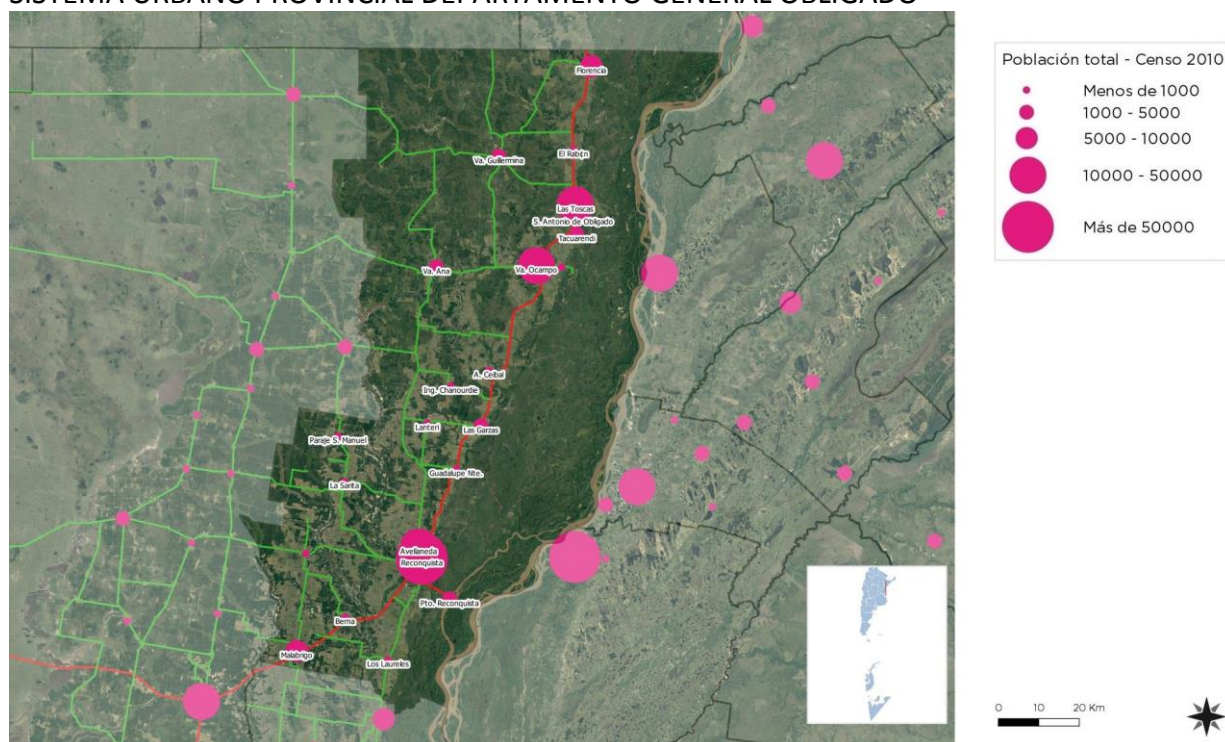 SISTEMA URBANO PROVINCIAL DEPARTAMENTO GENERAL OBLIGADO
Florencia
Va. Guillermina
El Rabón
Las Toscas
S. Antonio de Obligado
Tacuarendi
Va. Ana
Va. Ocampo
A. Ceibal
Ing. Chanourdie
Lanteri
Las Garzas
Paraje S. Manuel
Guadalupe Nte.
La Sarita
Avellaneda
Reconquista
Pto. Reconquista
Berna
Malabrigo
Los Laureles
Población total - Censo 2010
Menos de 1000
1000 - 5000
5000 - 10000
10000 - 50000
Más de 50000
0 10 20 Km